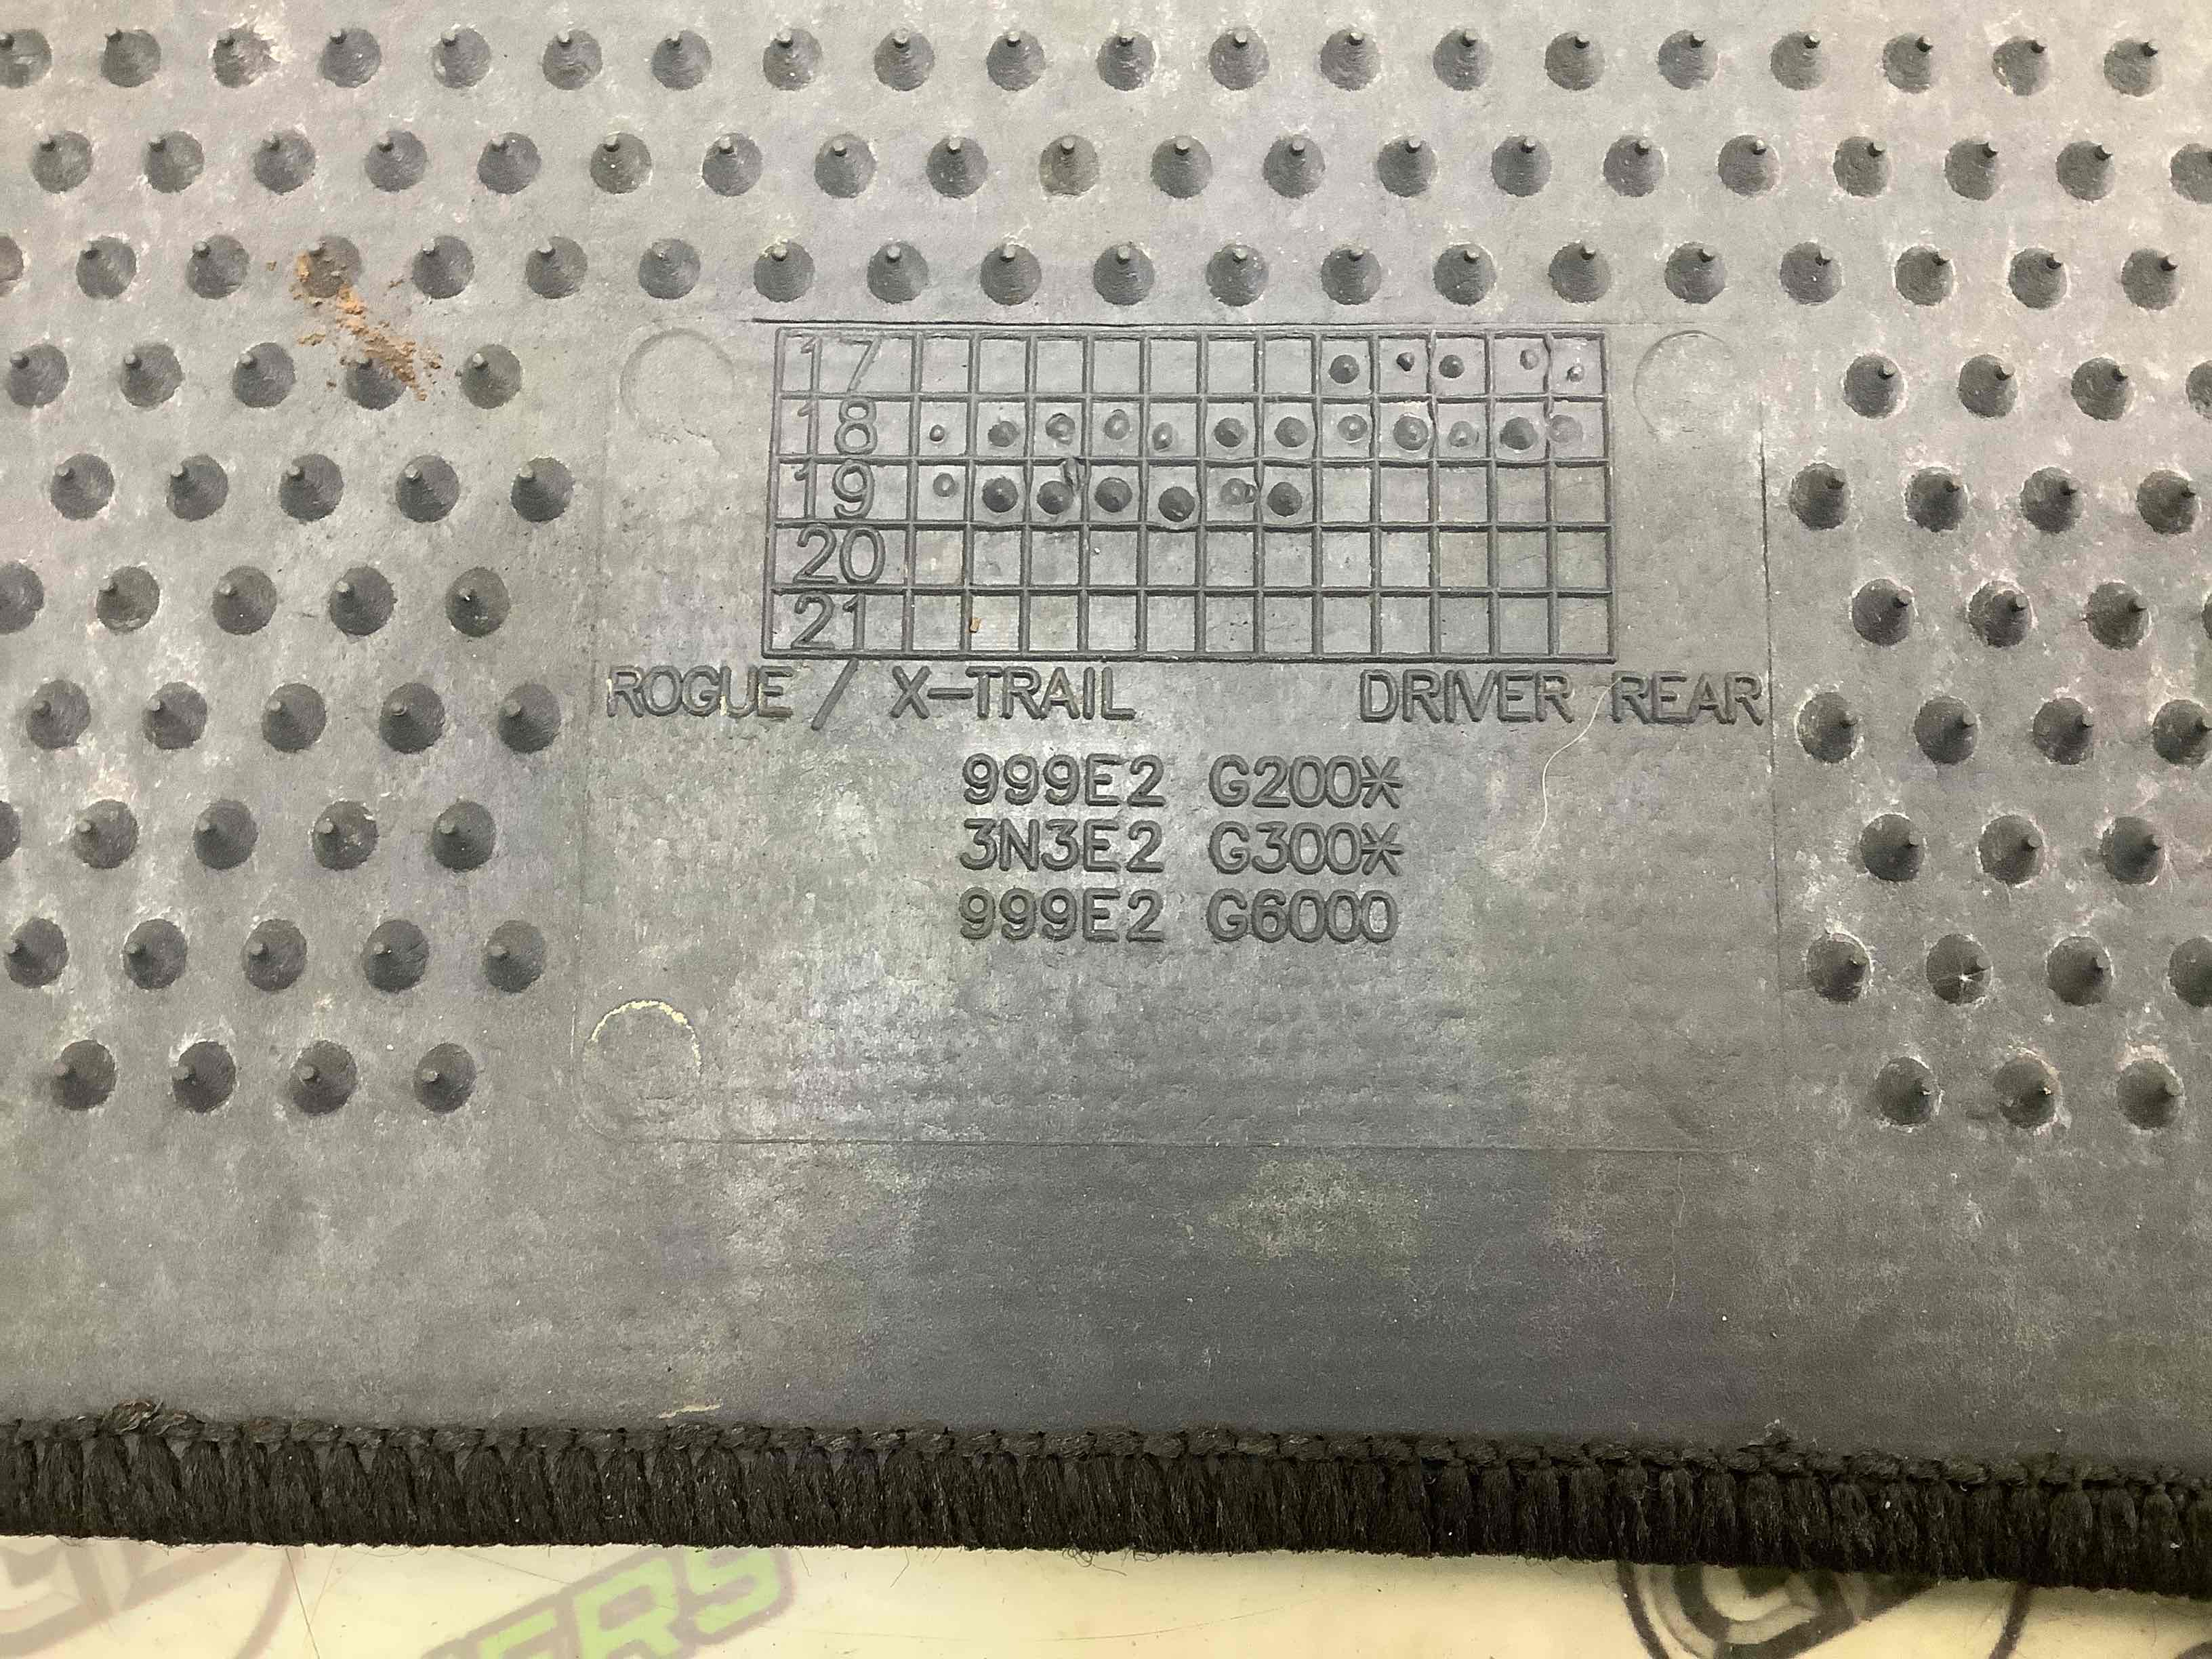 17
18
19
20
21
ROGUE / X-TRAIL DRIVER REAR
999E2 G200*
3N3E2 G300*
999E2 G6000